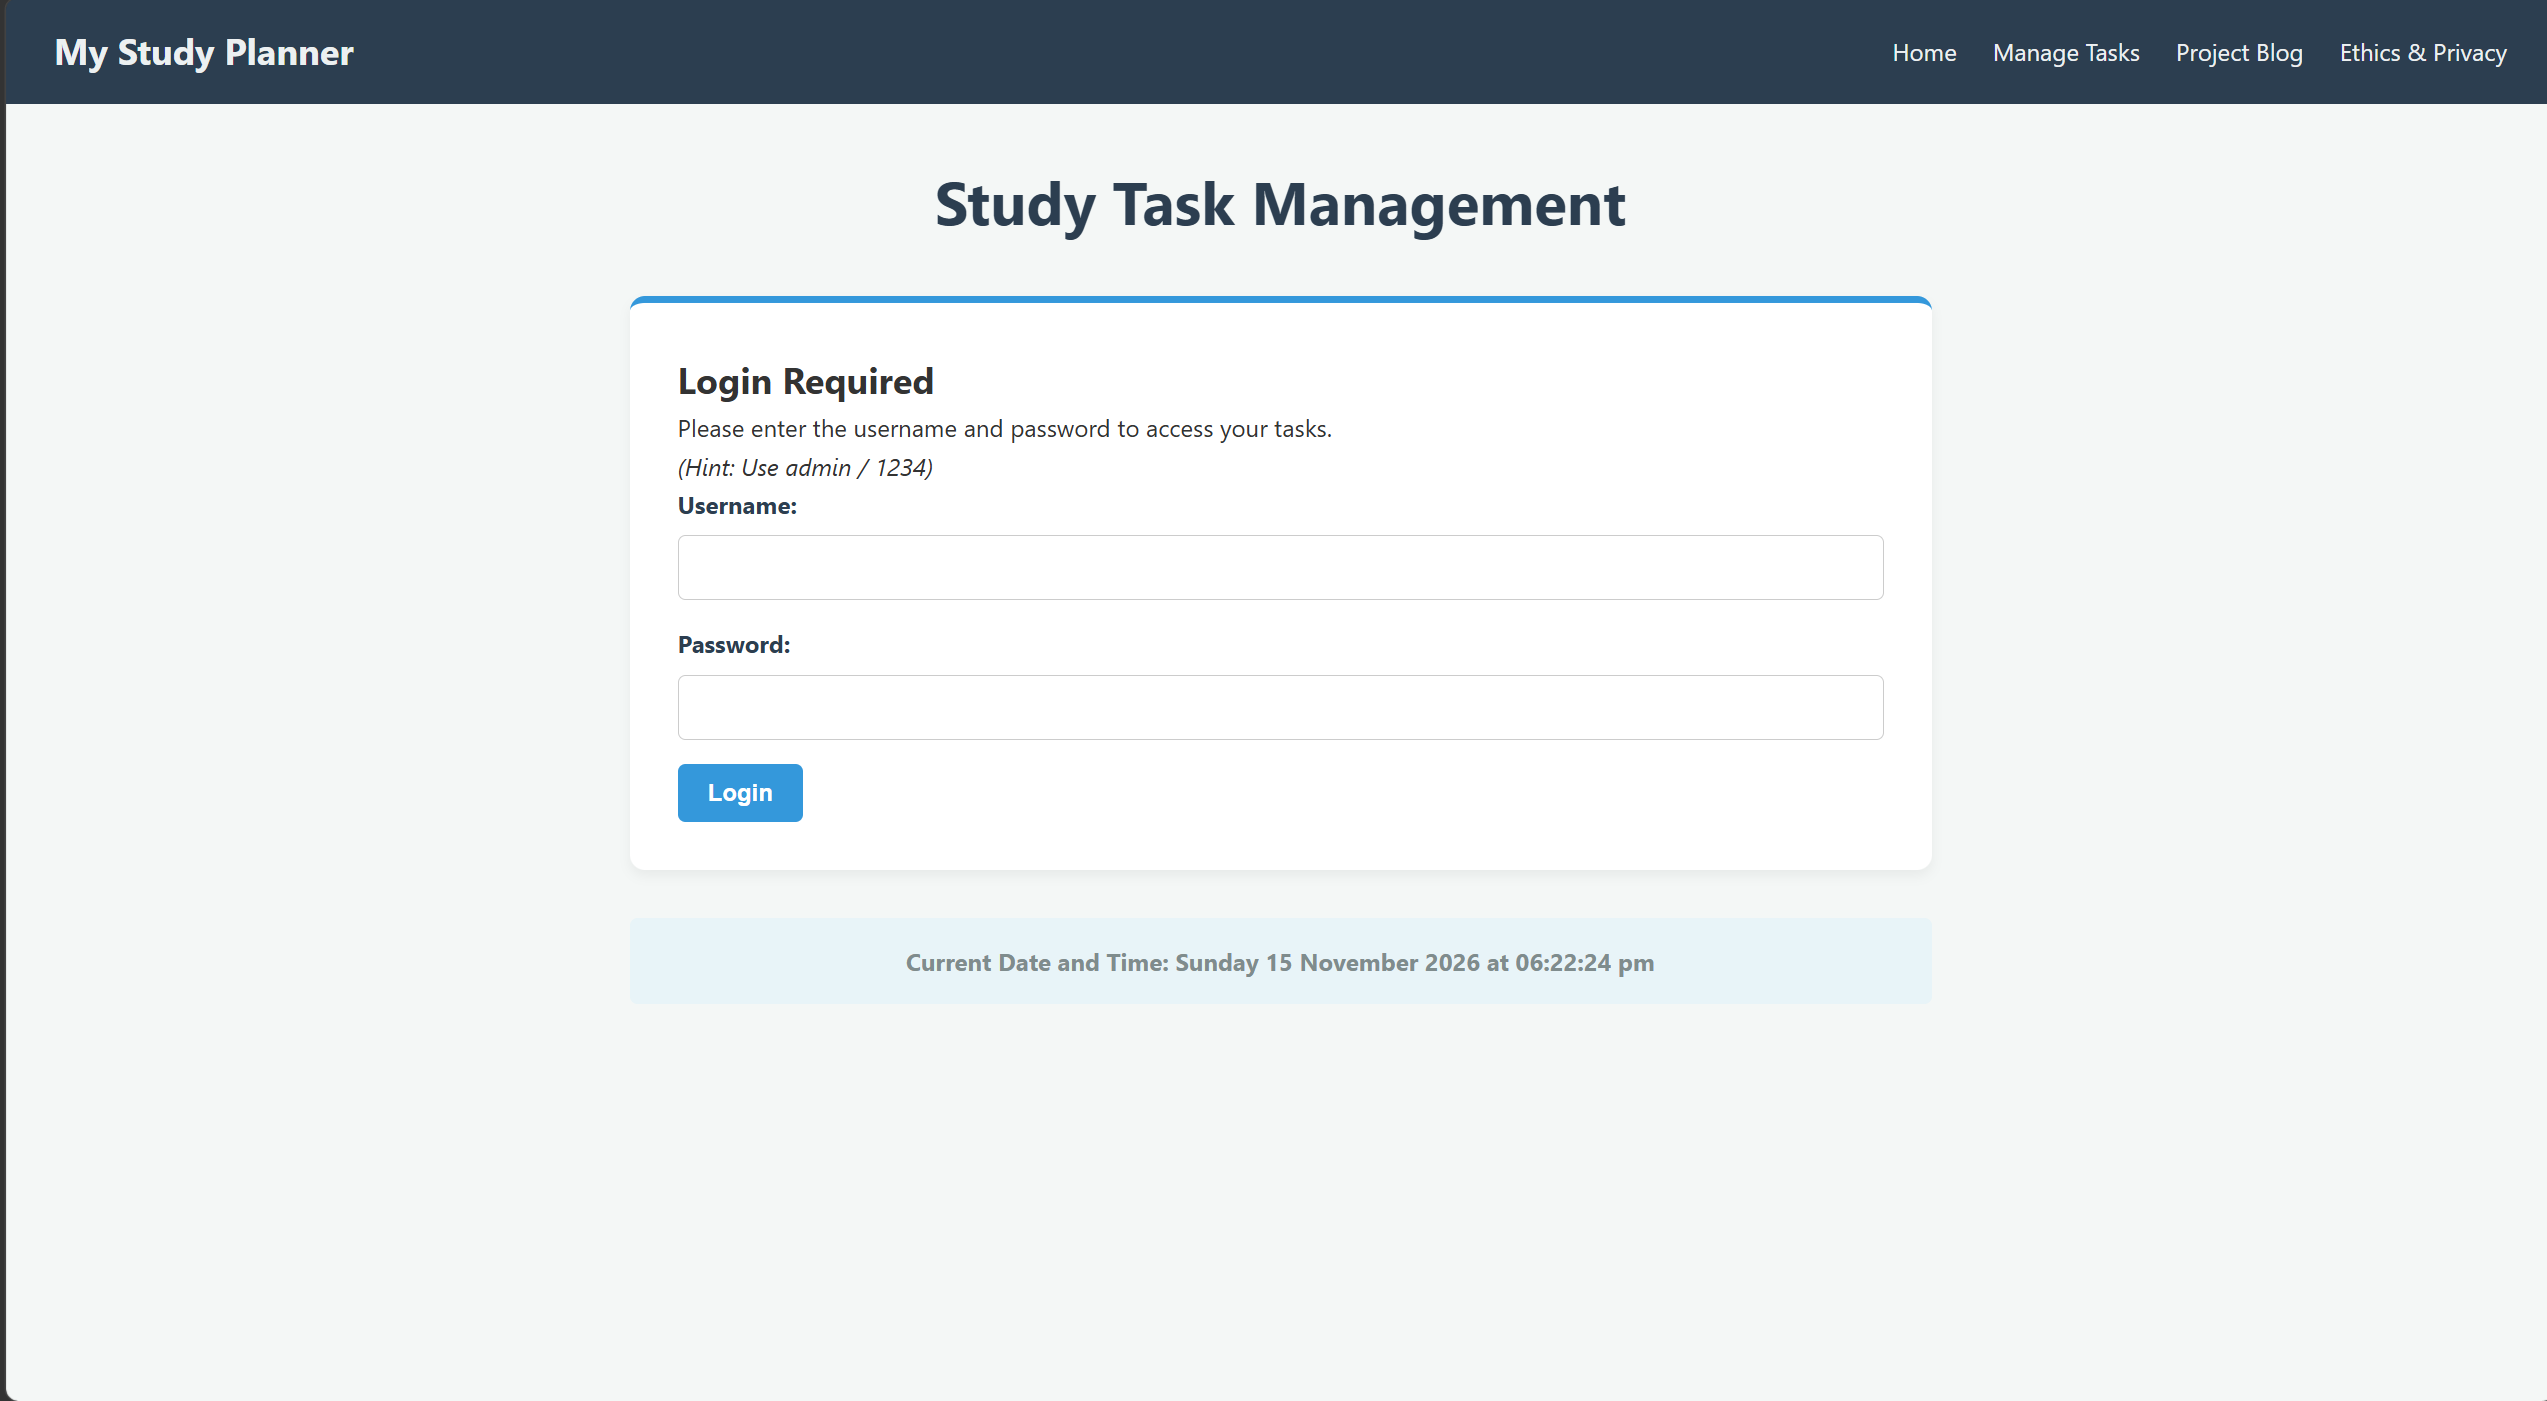 My Study Planner
Home Manage Tasks Project Blog Ethics & Privacy
Study Task Management
Login Required
Please enter the username and password to access your tasks.
(Hint: Use admin / 1234)
Username:
Password:
Login
Current Date and Time: Sunday 15 November 2026 at 06:22:24 pm